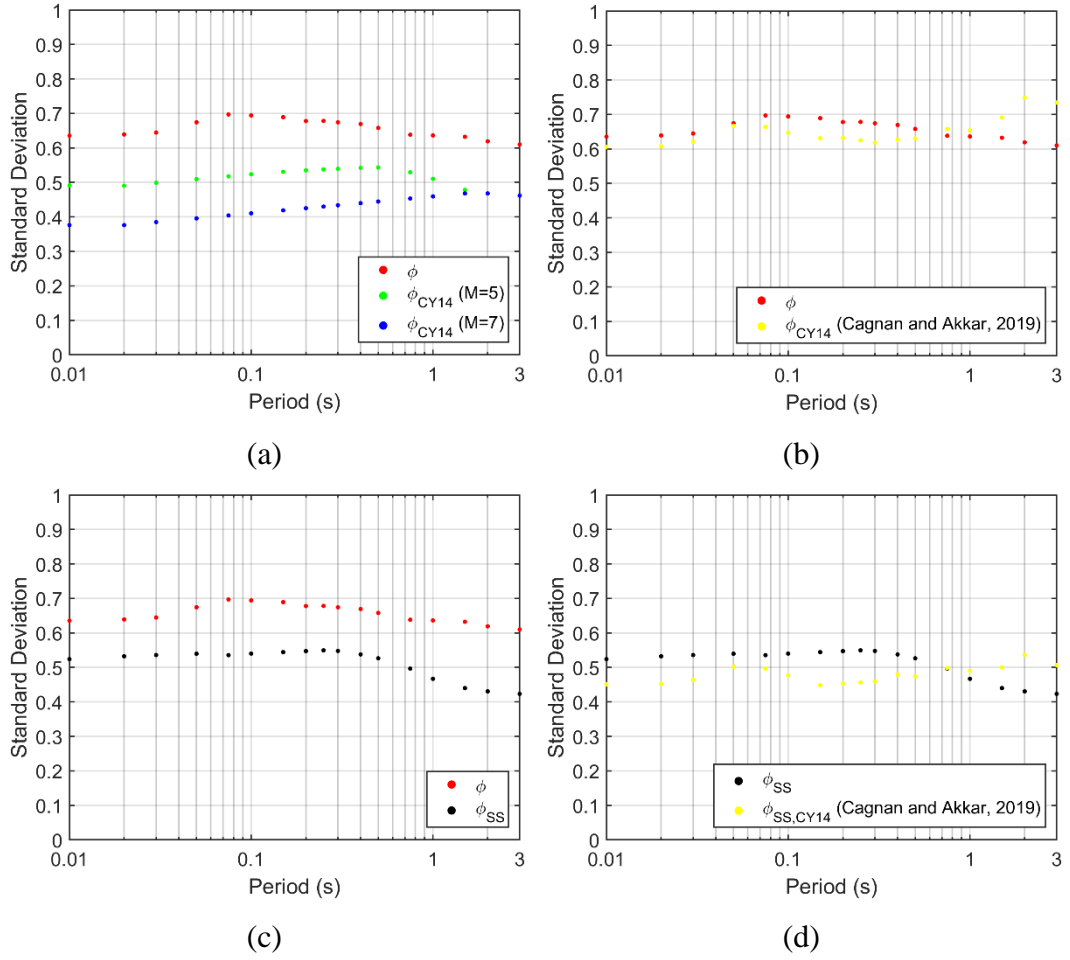 1
0.9
0.8
0.7
0.6
0.5
0.4
0.3
0.2
0.1
0
Standard Deviation
ϕ
ϕCY14 (M=5)
ϕCY14 (M=7)
0.01 0.1 1 3
Period (s)
(a)
1
0.9
0.8
0.7
0.6
0.5
0.4
0.3
0.2
0.1
0
Standard Deviation
ϕ
ϕCY14 (Cagnan and Akkar, 2019)
0.01 0.1 1 3
Period (s)
(b)
1
0.9
0.8
0.7
0.6
0.5
0.4
0.3
0.2
0.1
0
Standard Deviation
ϕ
ϕSS
0.01 0.1 1 3
Period (s)
(c)
1
0.9
0.8
0.7
0.6
0.5
0.4
0.3
0.2
0.1
0
Standard Deviation
ϕSS
ϕSS,CY14 (Cagnan and Akkar, 2019)
0.01 0.1 1 3
Period (s)
(d)